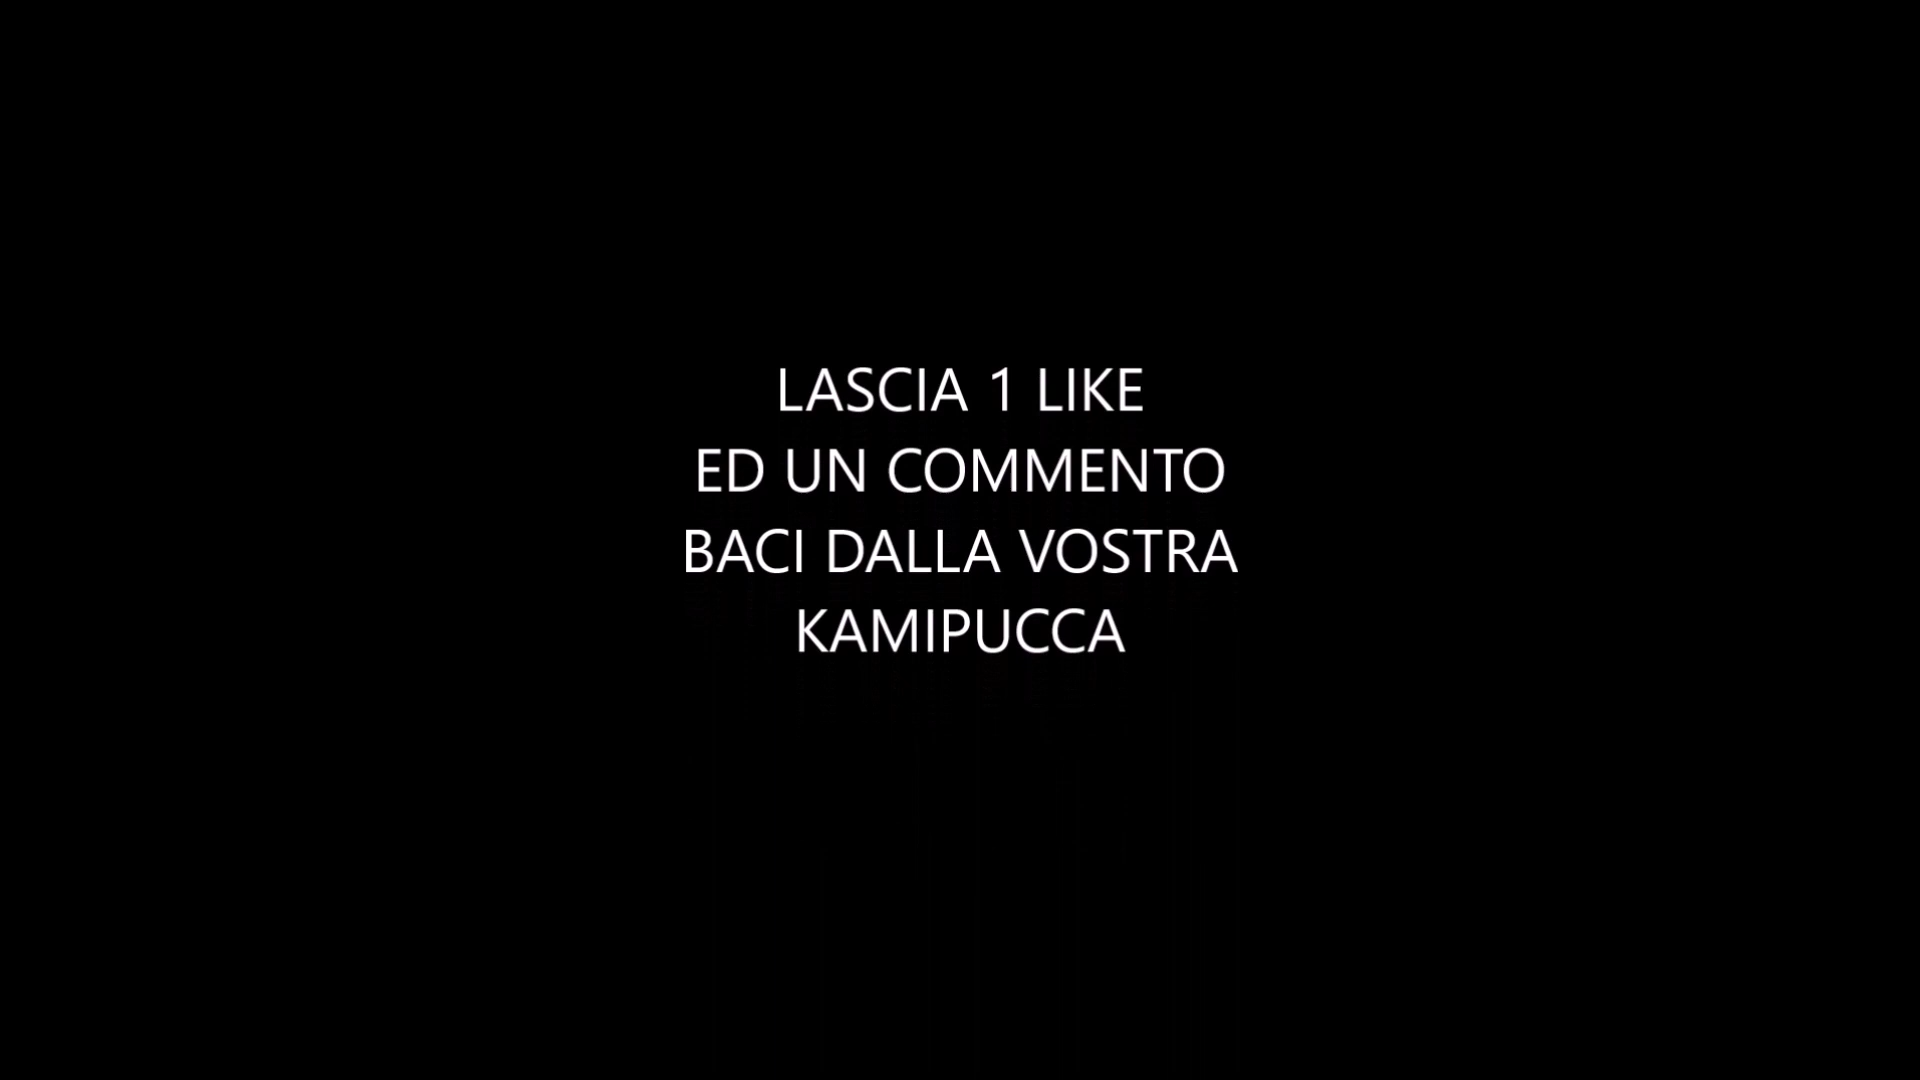 LASCIA 1 LIKE
ED UN COMMENTO
BACI DALLA VOSTRA
KAMIPUCCA